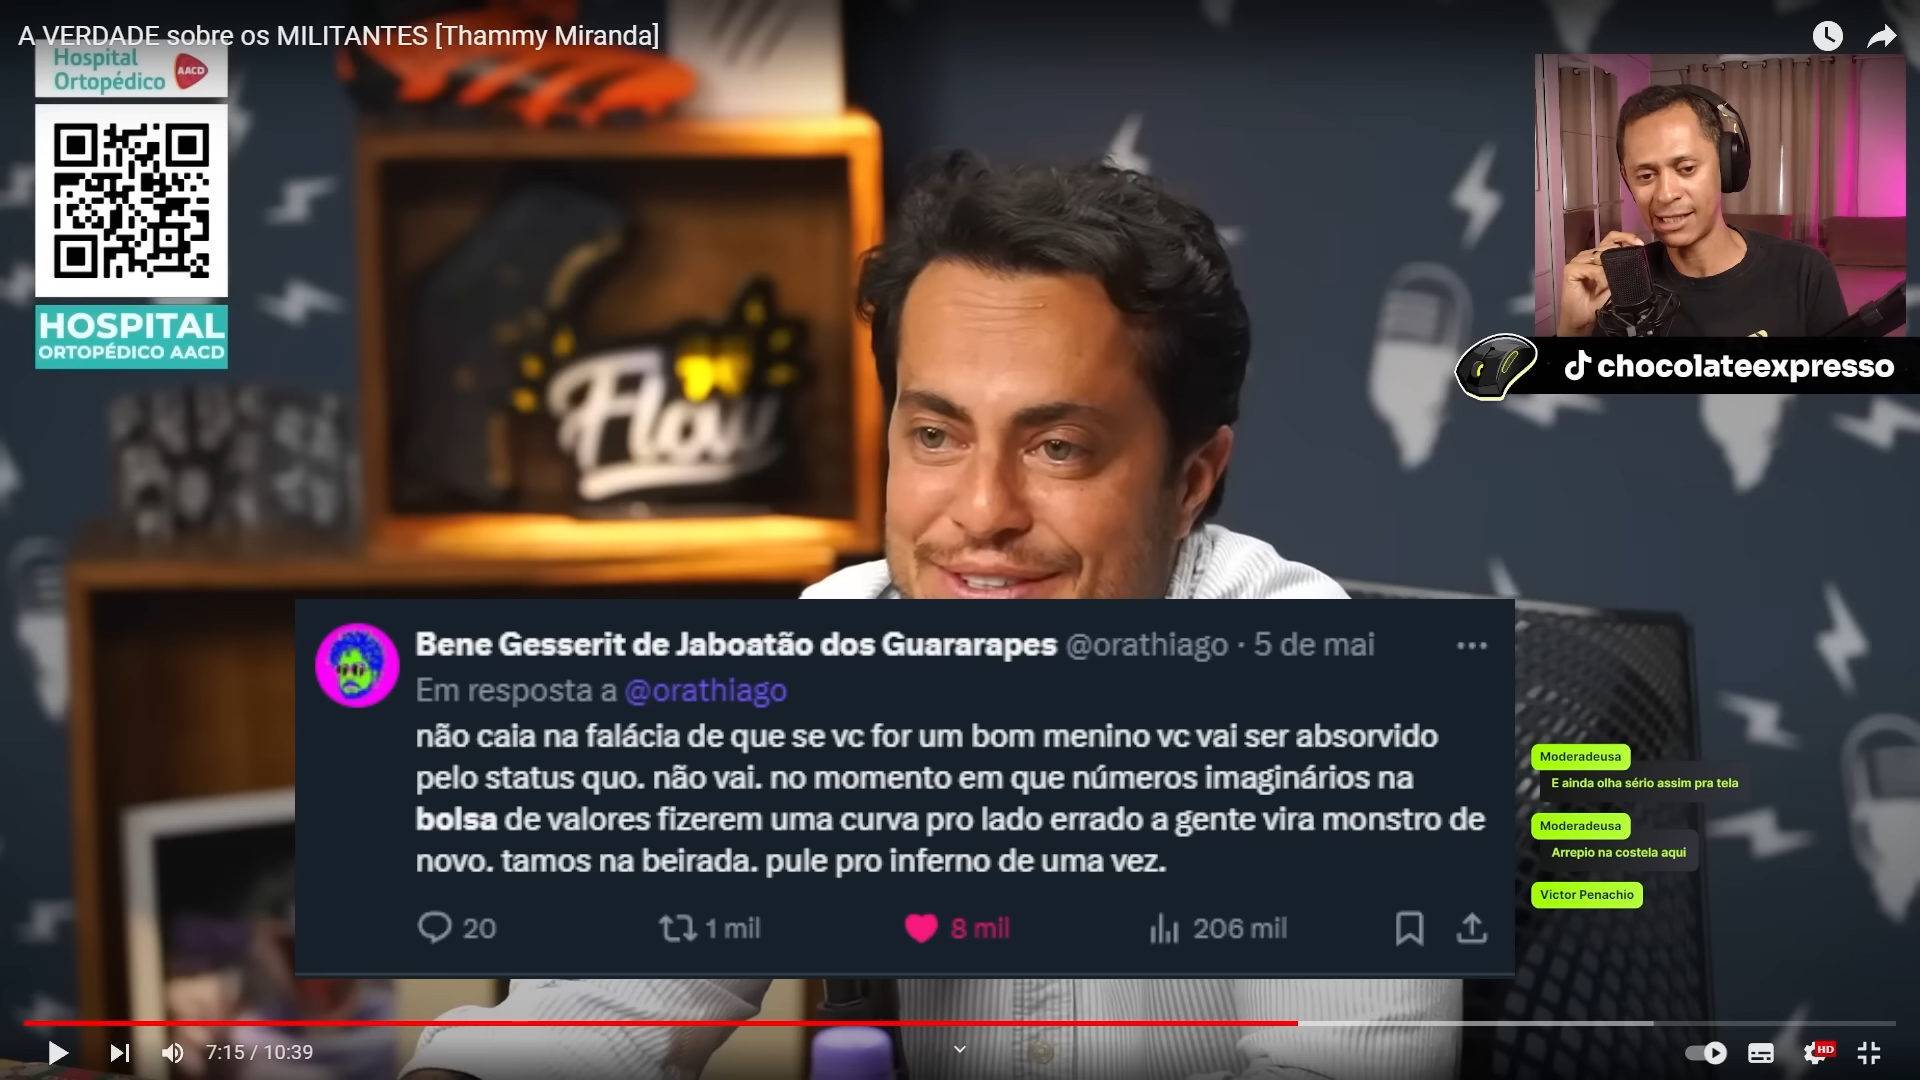 A VERDADE sobre os MILITANTES [Thammy Miranda]
Hospital
Ortopédico
AACD
HOSPITAL
ORTOPÉDICO AACD
Flow
chocolateexpresso
Bene Gesserit de Jaboatão dos Guararapes @orathiago · 5 de mai
Em resposta a @orathiago
não caia na falácia de que se vc for um bom menino vc vai ser absorvido
pelo status quo. não vai. no momento em que números imaginários na
bolsa de valores fizerem uma curva pro lado errado a gente vira monstro de
novo. tamos na beirada. pule pro inferno de uma vez.
20
1 mil
8 mil
206 mil
Moderadeusa
E ainda olha sério assim pra tela
Moderadeusa
Arrepio na costela aqui
Victor Penachio
7:15 / 10:39
HD